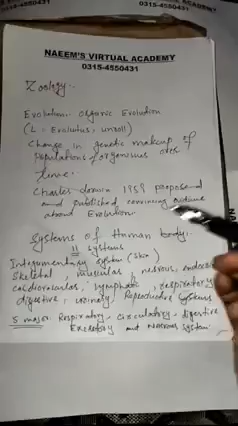 NAEEM'S VIRTUAL ACADEMY
0315-4550431
Zoology.
Evolution: Organic Evolution
(L = Evolutus, unroll)
Change in genetic makeup of
populations of organisms over
time.
Charles darwin 1858 proposed
and published convincing outline
about Evolution.
Systems of Human body.
11 systems
Integumentary system (Skin)
Skeletal, muscular, nervous, endocrine
cardiovascular, lymphatic, respiratory
digestive, urinary, Reproductive systems
5 major. Respiratory, circulatory, digestive
Excretory and Nervous system.